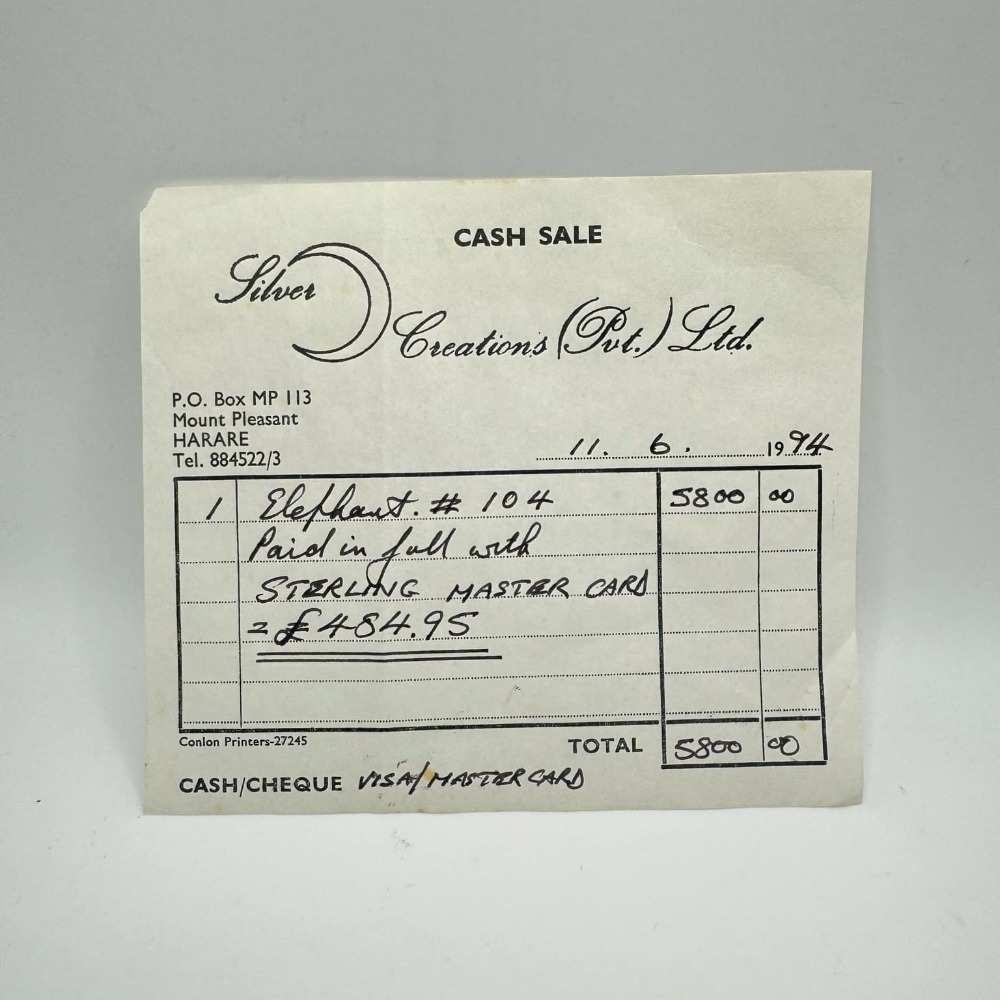 CASH SALE
Silver
Creations (Pvt.) Ltd.
P.O. Box MP 113
Mount Pleasant
HARARE
Tel. 884522/3
11. 6. 1994
1 Elephant. # 104 5800 00
Paid in full with
STERLING MASTER CARD
= £484.95
Conlon Printers-27245
TOTAL 5800 00
CASH/CHEQUE VISA/MASTER CARD